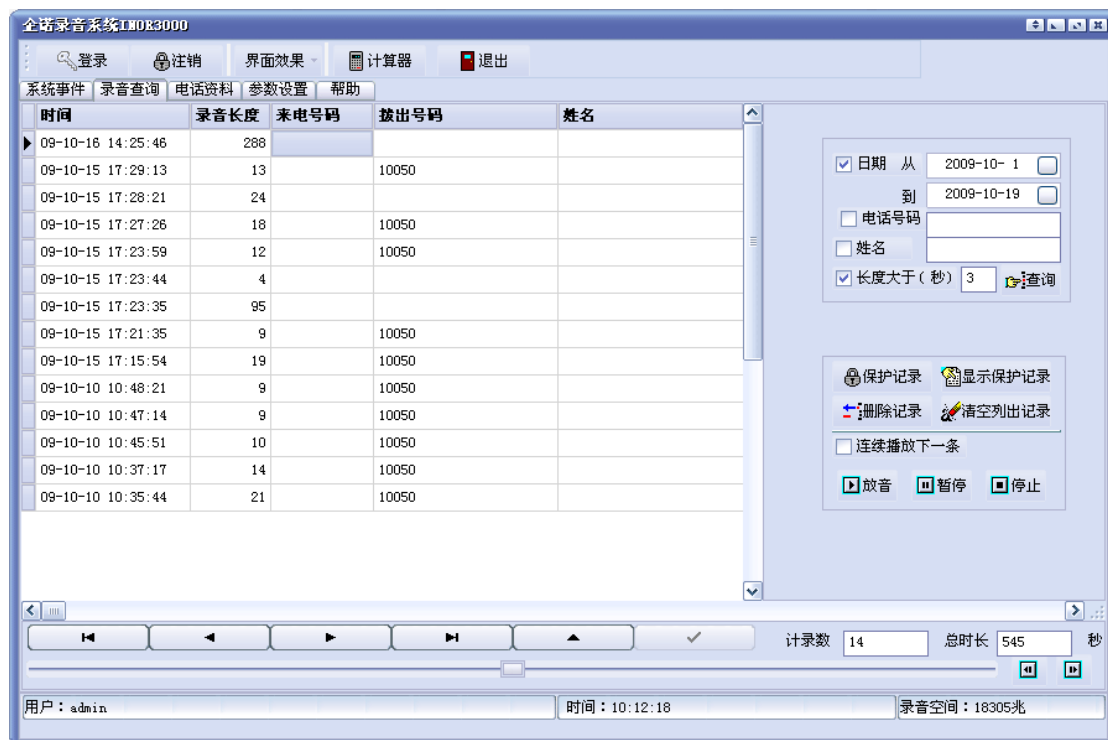 企诺录音系统INOR3000
登录 注销 界面效果 计算器 退出
系统事件 录音查询 电话资料 参数设置 帮助
时间 录音长度 来电号码 拨出号码 姓名
09-10-16 14:25:46 288
09-10-15 17:29:13 13 10050
09-10-15 17:28:21 24
09-10-15 17:27:26 18 10050
09-10-15 17:23:59 12 10050
09-10-15 17:23:44 4
09-10-15 17:23:35 95
09-10-15 17:21:35 9 10050
09-10-15 17:15:54 19 10050
09-10-10 10:48:21 9 10050
09-10-10 10:47:14 9 10050
09-10-10 10:45:51 10 10050
09-10-10 10:37:17 14 10050
09-10-10 10:35:44 21 10050
日期 从 2009-10- 1
到 2009-10-19
电话号码
姓名
长度大于(秒) 3 查询
保护记录 显示保护记录
删除记录 清空列出记录
连续播放下一条
放音 暂停 停止
计录数 14 总时长 545 秒
用户：admin 时间：10:12:18 录音空间：18305兆